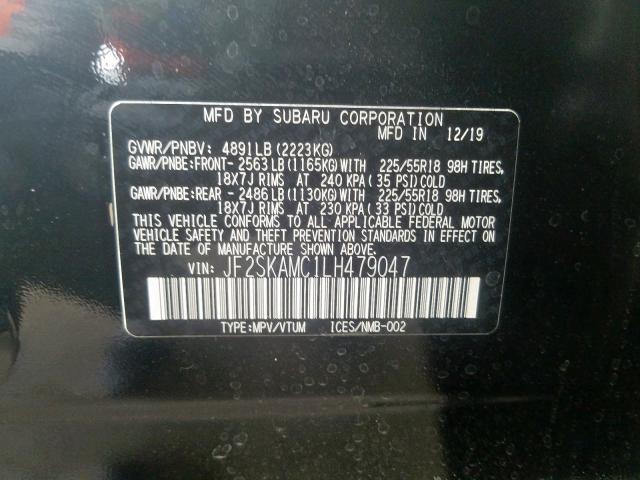 MFD BY SUBARU CORPORATION
MFD IN 12/19
GVWR/PNBV: 4891LB (2223KG)
GAWR/PNBE:FRONT- 2563 LB (1165KG) WITH 225/55R18 98H TIRES,
18X7J RIMS AT 240 KPA ( 35 PSI) COLD
GAWR/PNBE:REAR - 2486 LB (1130KG) WITH 225/55R18 98H TIRES,
18X7J RIMS AT 230 KPA ( 33 PSI) COLD
THIS VEHICLE CONFORMS TO ALL APPLICABLE FEDERAL MOTOR
VEHICLE SAFETY AND THEFT PREVENTION STANDARDS IN EFFECT
ON THE DATE OF MANUFACTURE SHOWN ABOVE.
VIN: JF2SKAMC1LH479047
TYPE:MPV/VTUM ICES/NMB-002